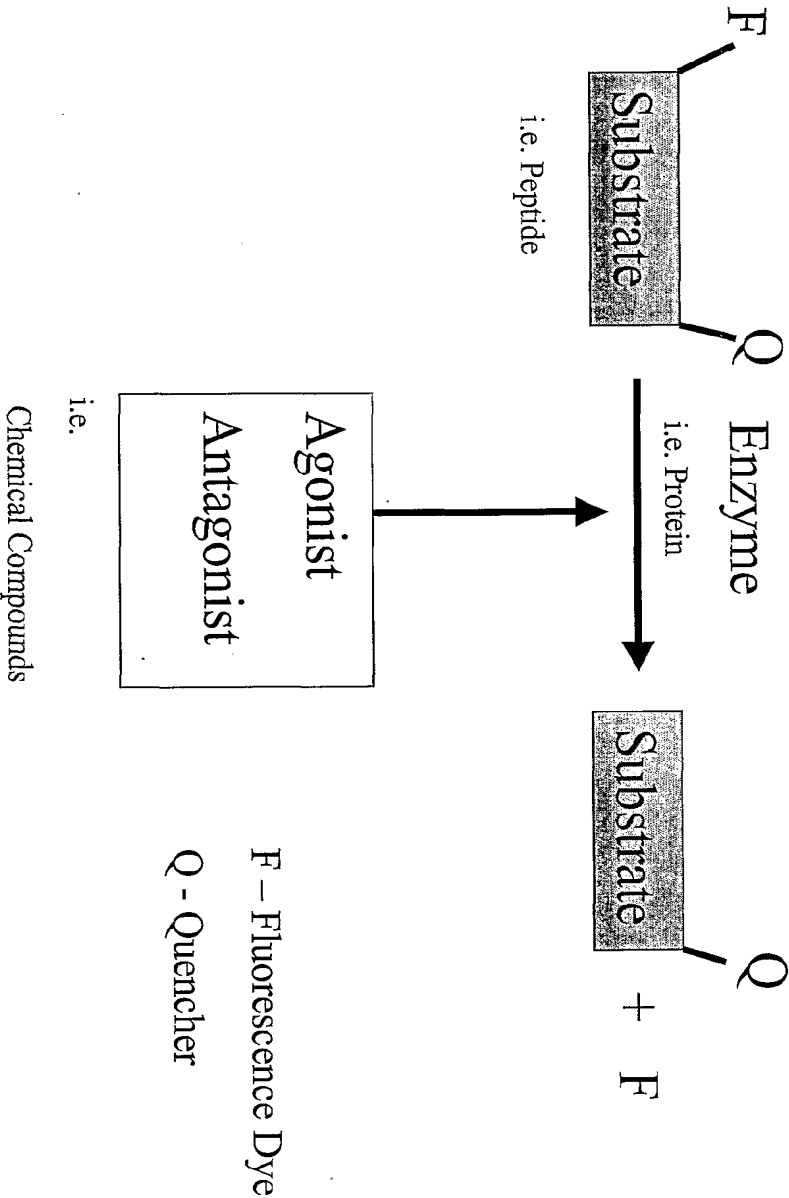 F
Q
Substrate
i.e. Peptide
Enzyme
i.e. Protein
Q
Substrate
+ F
Agonist
Antagonist
i.e.
Chemical Compounds
F – Fluorescence Dye
Q - Quencher